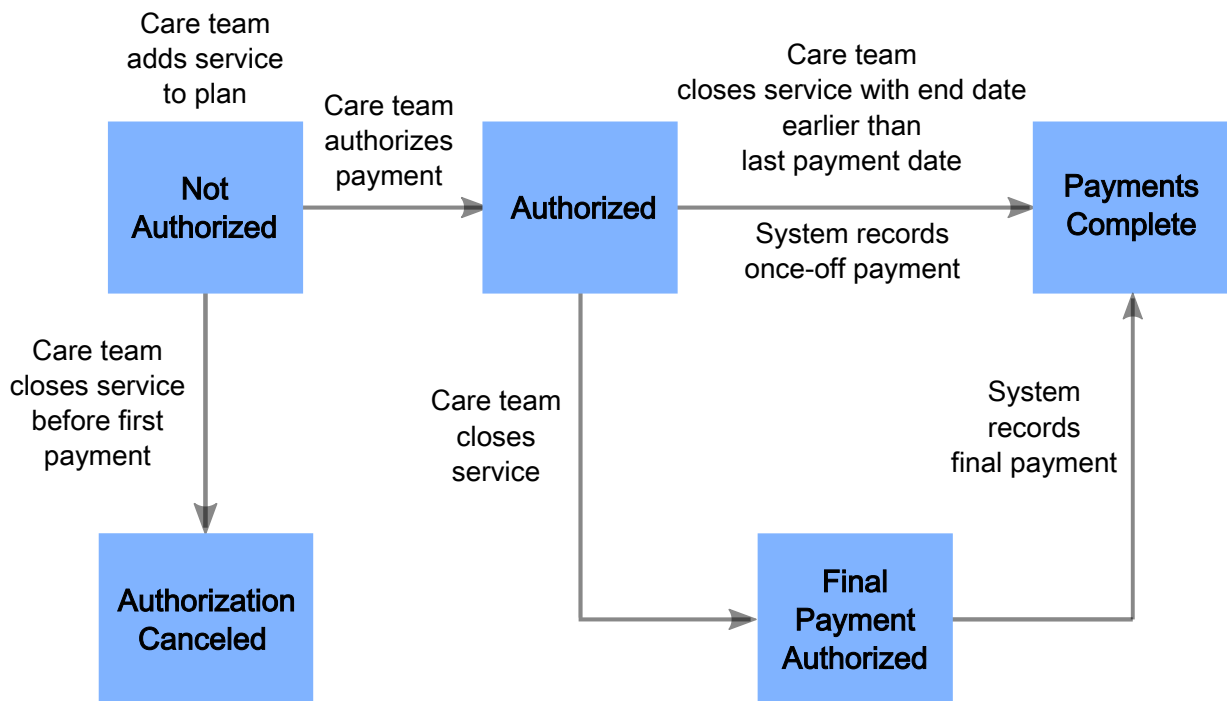 Care team
adds service
to plan
Care team
authorizes
payment
Care team
closes service with end date
earlier than
last payment date
Not
Authorized
Authorized
Payments
Complete
System records
once-off payment
Care team
closes service
before first
payment
Care team
closes
service
System
records
final payment
Authorization
Canceled
Final
Payment
Authorized